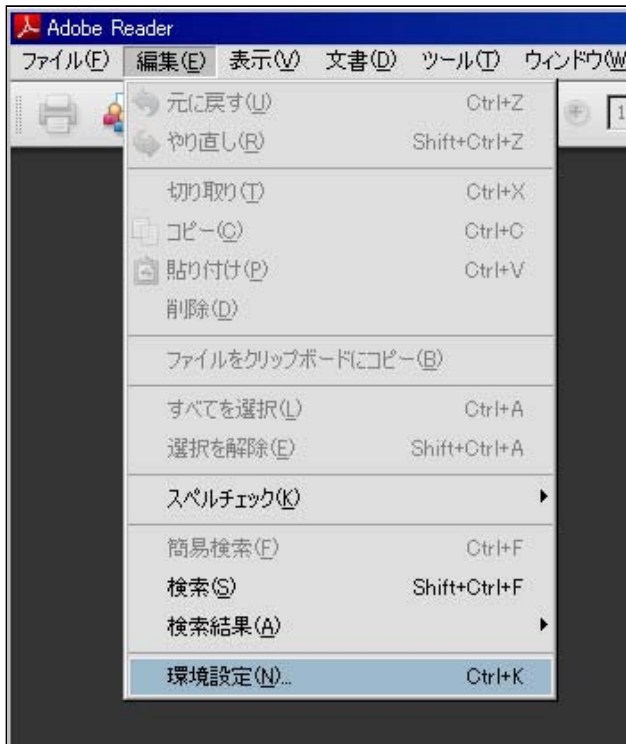 Adobe Reader
ファイル(F) 編集(E) 表示(V) 文書(D) ツール(T) ウィンドウ(W
1
元に戻す(U) Ctrl+Z
やり直し(R) Shift+Ctrl+Z
切り取り(T) Ctrl+X
コピー(C) Ctrl+C
貼り付け(P) Ctrl+V
削除(D)
ファイルをクリップボードにコピー(B)
すべてを選択(L) Ctrl+A
選択を解除(E) Shift+Ctrl+A
スペルチェック(K)
簡易検索(F) Ctrl+F
検索(S) Shift+Ctrl+F
検索結果(A)
環境設定(N)... Ctrl+K